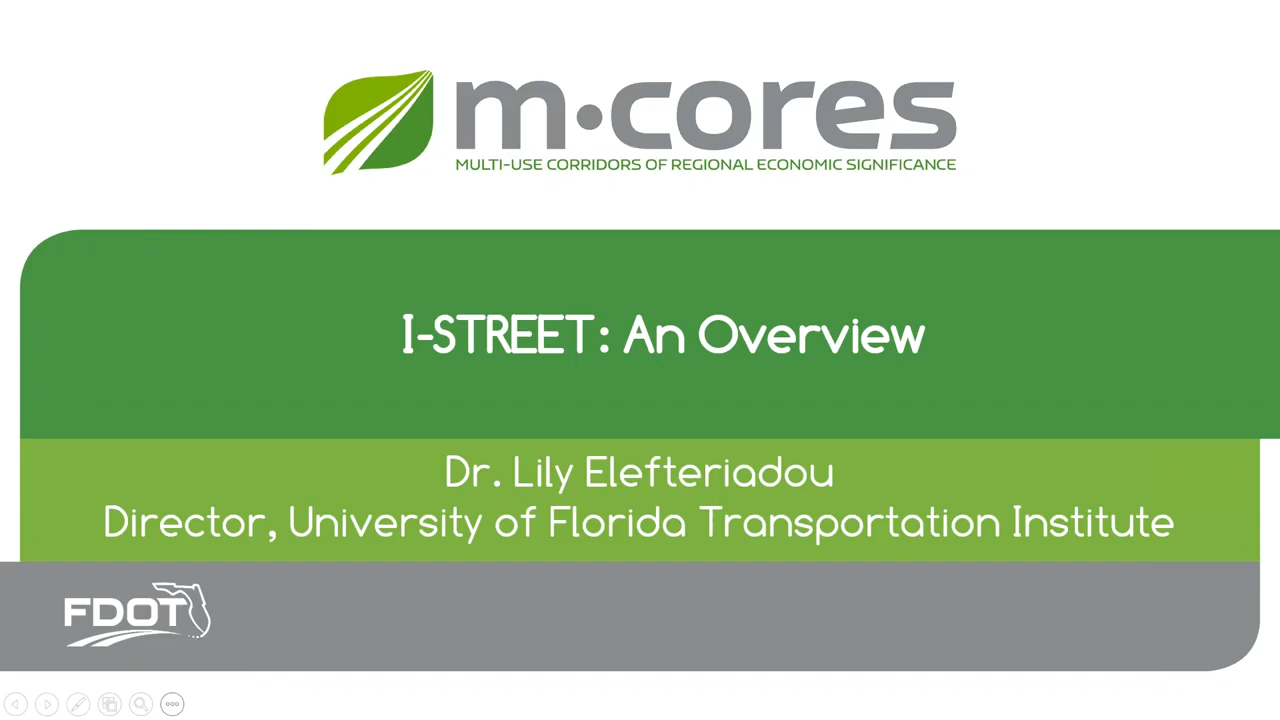 m•cores
MULTI-USE CORRIDORS OF REGIONAL ECONOMIC SIGNIFICANCE
I-STREET: An Overview
Dr. Lily Elefteriadou
Director, University of Florida Transportation Institute
FDOT